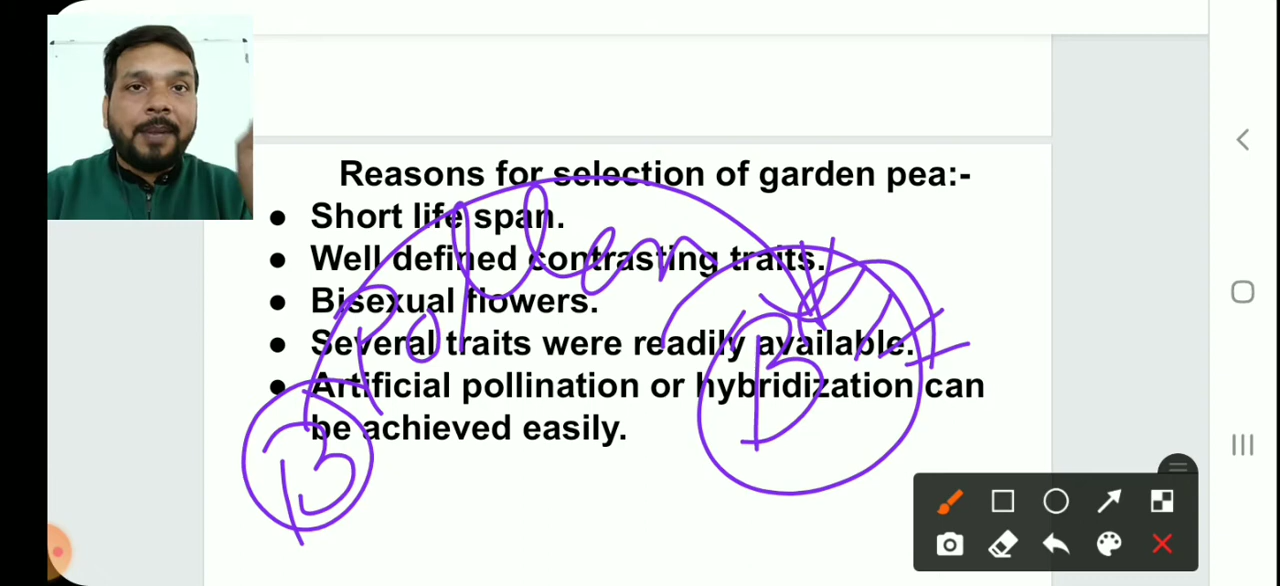 Reasons for selection of garden pea:-
● Short life span.
● Well defined contrasting traits.
● Bisexual flowers.
● Several traits were readily available.
● Artificial pollination or hybridization can
be achieved easily.
Pollen
B
B